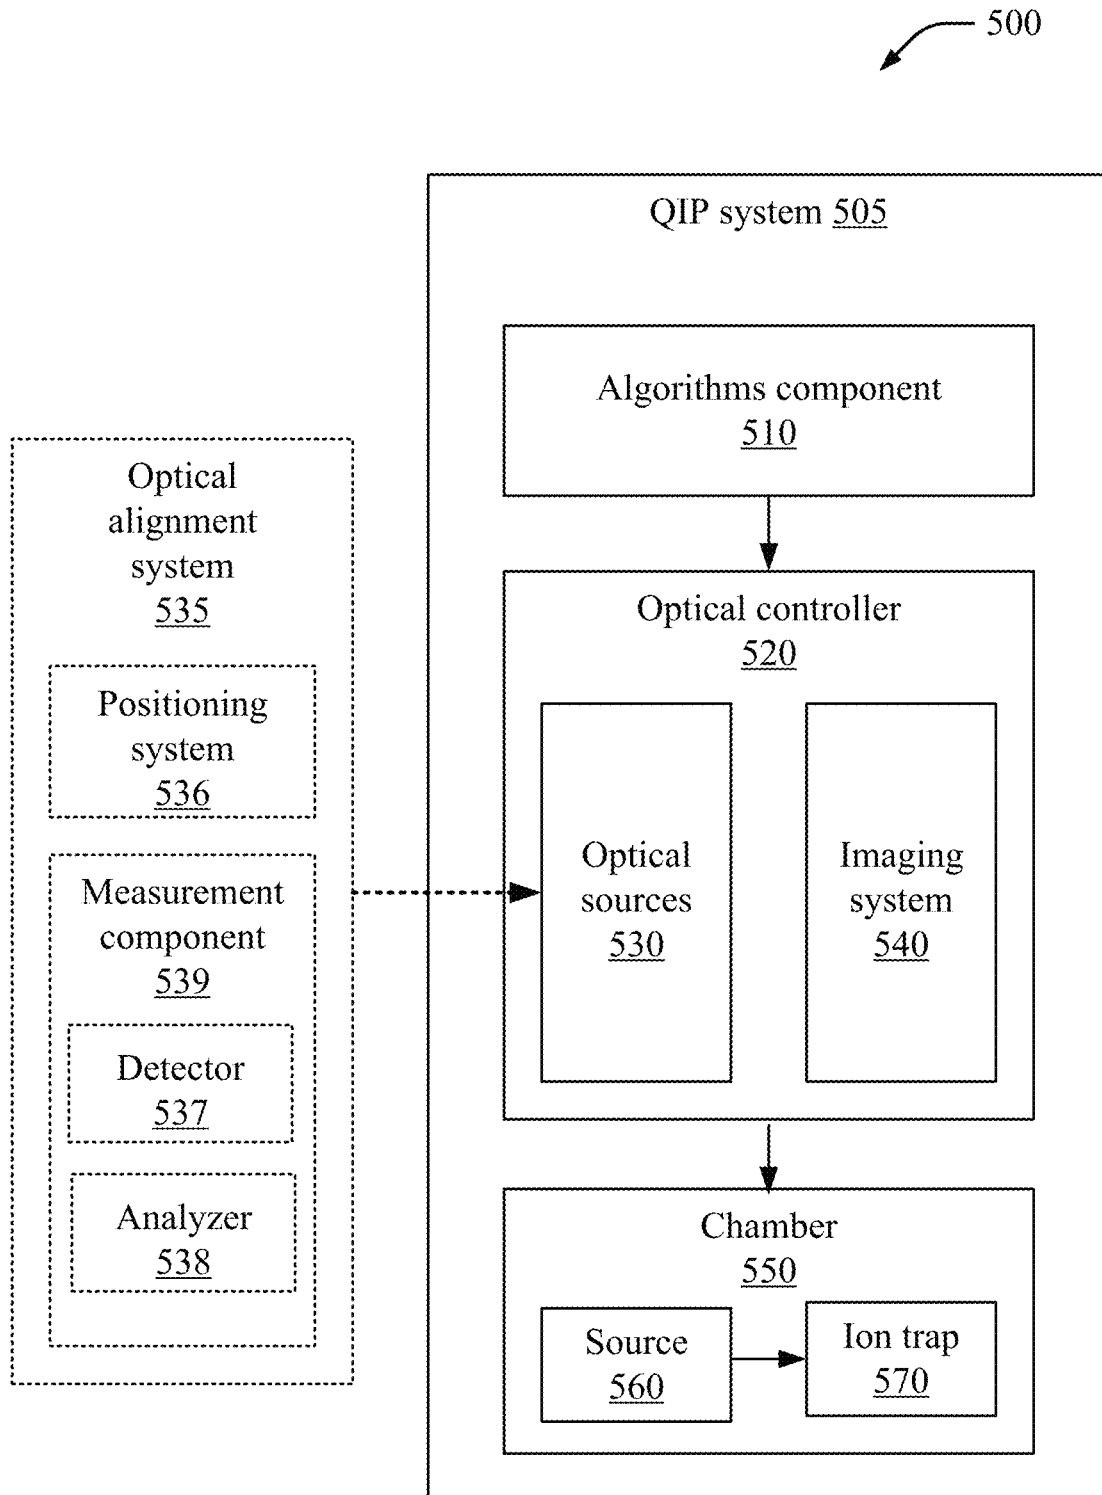 500
QIP system 505
Algorithms component
510
Optical
alignment
system
535
Positioning
system
536
Measurement
component
539
Detector
537
Analyzer
538
Optical controller
520
Optical
sources
530
Imaging
system
540
Chamber
550
Source
560
Ion trap
570